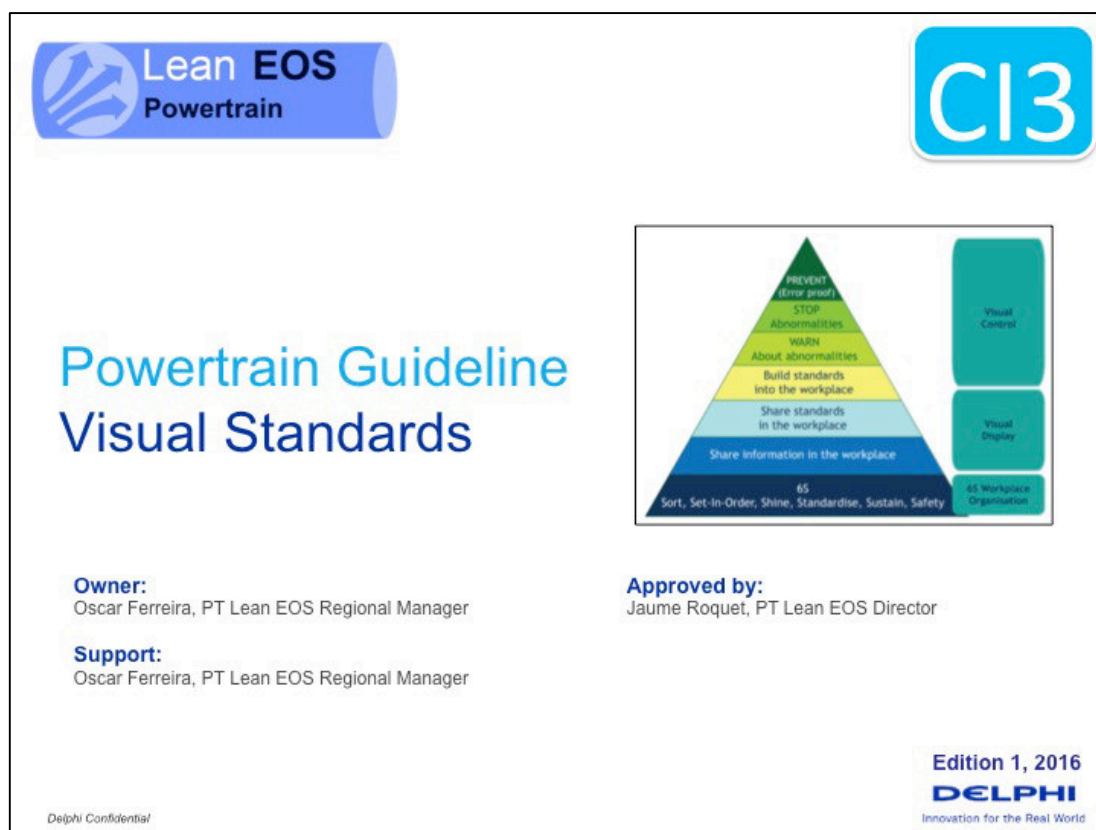 Lean EOS
Powertrain
CI3
Powertrain Guideline
Visual Standards
PREVENT
(Error proof)
STOP
Abnormalities
WARN
About abnormalities
Build standards
into the workplace
Share standards
in the workplace
Share information in the workplace
6S
Sort, Set-In-Order, Shine, Standardise, Sustain, Safety
Visual
Control
Visual
Display
6S Workplace
Organisation
Owner:
Oscar Ferreira, PT Lean EOS Regional Manager
Support:
Oscar Ferreira, PT Lean EOS Regional Manager
Approved by:
Jaume Roquet, PT Lean EOS Director
Edition 1, 2016
DELPHI
Innovation for the Real World
Delphi Confidential